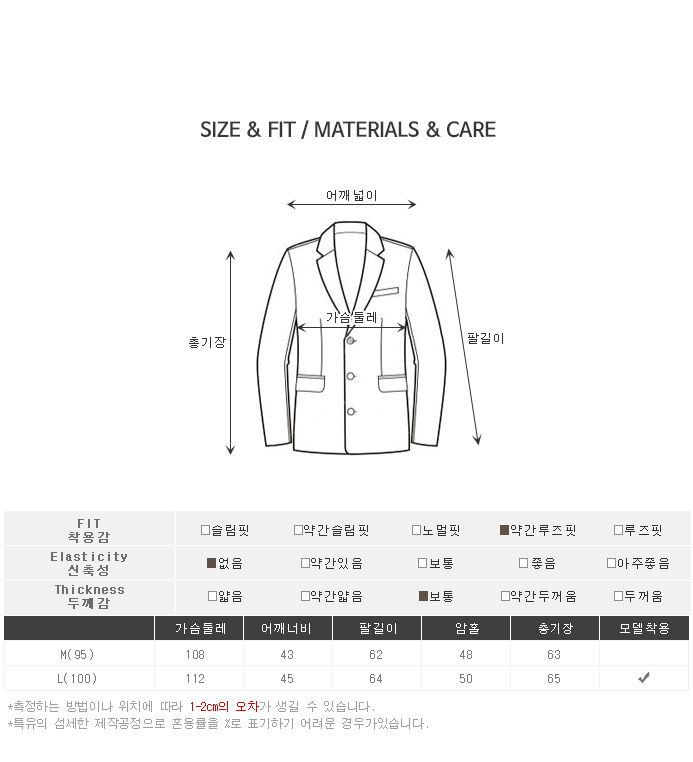 SIZE & FIT / MATERIALS & CARE
어깨넓이
가슴둘레
총기장
팔길이
FIT
착용감 □슬림핏 □약간슬림핏 □노멀핏 ■약간루즈핏 □루즈핏
Elasticity
신축성 ■없음 □약간있음 □보통 □좋음 □아주좋음
Thickness
두께감 □얇음 □약간얇음 ■보통 □약간두꺼움 □두꺼움
가슴둘레 어깨너비 팔길이 암홀 총기장 모델착용
M(95) 108 43 62 48 63
L(100) 112 45 64 50 65 ✔
*측정하는 방법이나 위치에 따라 1-2cm의 오차가 생길 수 있습니다.
*특유의 섬세한 제작공정으로 혼용률을 %로 표기하기 어려운 경우가있습니다.